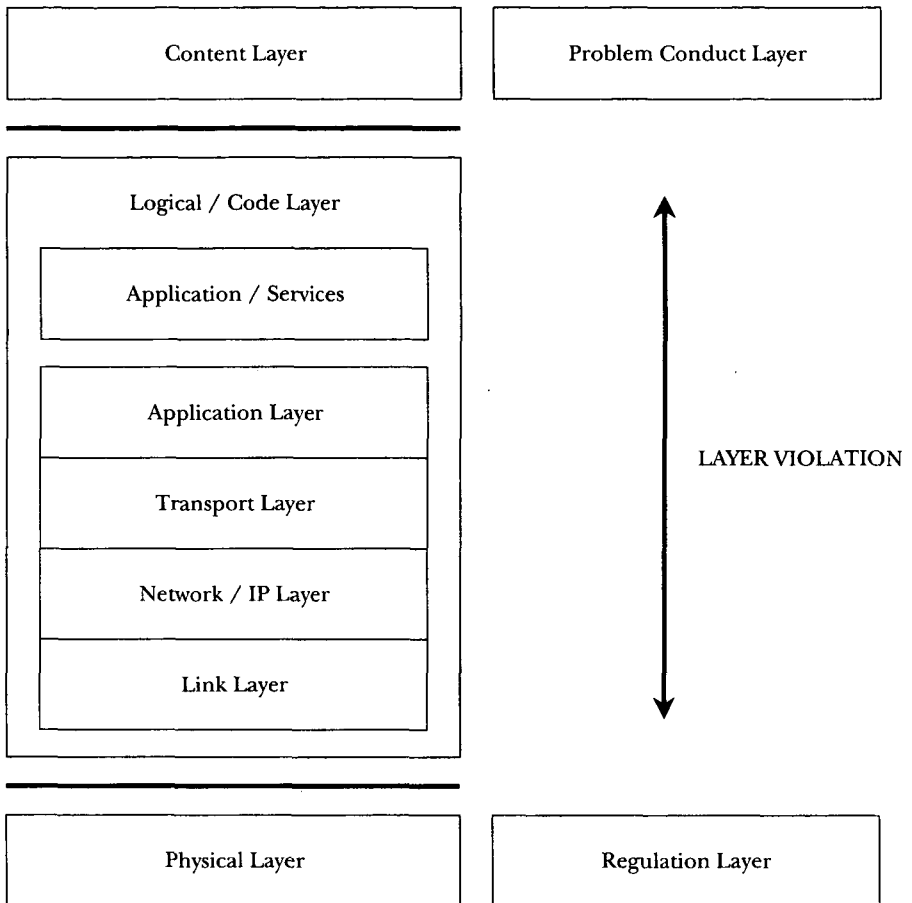 Content Layer
Problem Conduct Layer
Logical / Code Layer
Application / Services
Application Layer
Transport Layer
Network / IP Layer
Link Layer
LAYER VIOLATION
Physical Layer
Regulation Layer